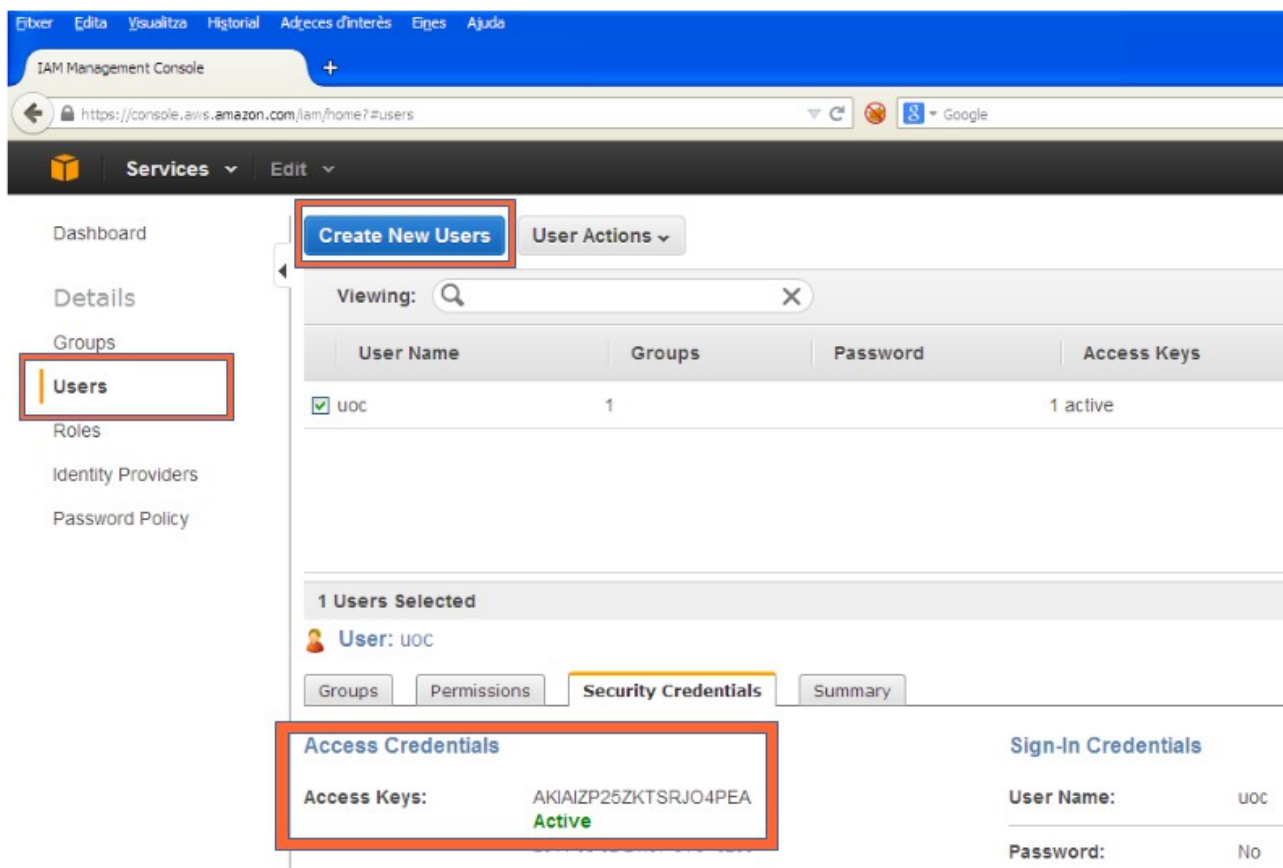 Fitxer Edita Visualitza Historial Adreces d'interès Eines Ajuda
IAM Management Console
https://console.aws.amazon.com/iam/home?#users
Google
Services Edit
Dashboard
Create New Users User Actions
Details
Viewing:
Groups
User Name Groups Password Access Keys
Users
uoc 1 1 active
Roles
Identity Providers
Password Policy
1 Users Selected
User: uoc
Groups Permissions Security Credentials Summary
Access Credentials Sign-In Credentials
Access Keys: AKIAIZP25ZKTSRJO4PEA User Name: uoc
Active
Password: No